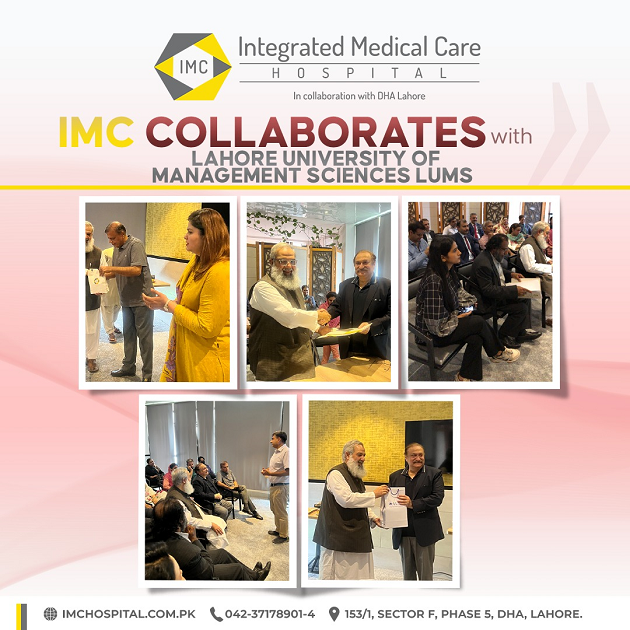 IMC
Integrated Medical Care
HOSPITAL
In collaboration with DHA Lahore
IMC COLLABORATES with
LAHORE UNIVERSITY OF
MANAGEMENT SCIENCES LUMS
IMCHOSPITAL.COM.PK 042-37178901-4 153/1, SECTOR F, PHASE 5, DHA, LAHORE.